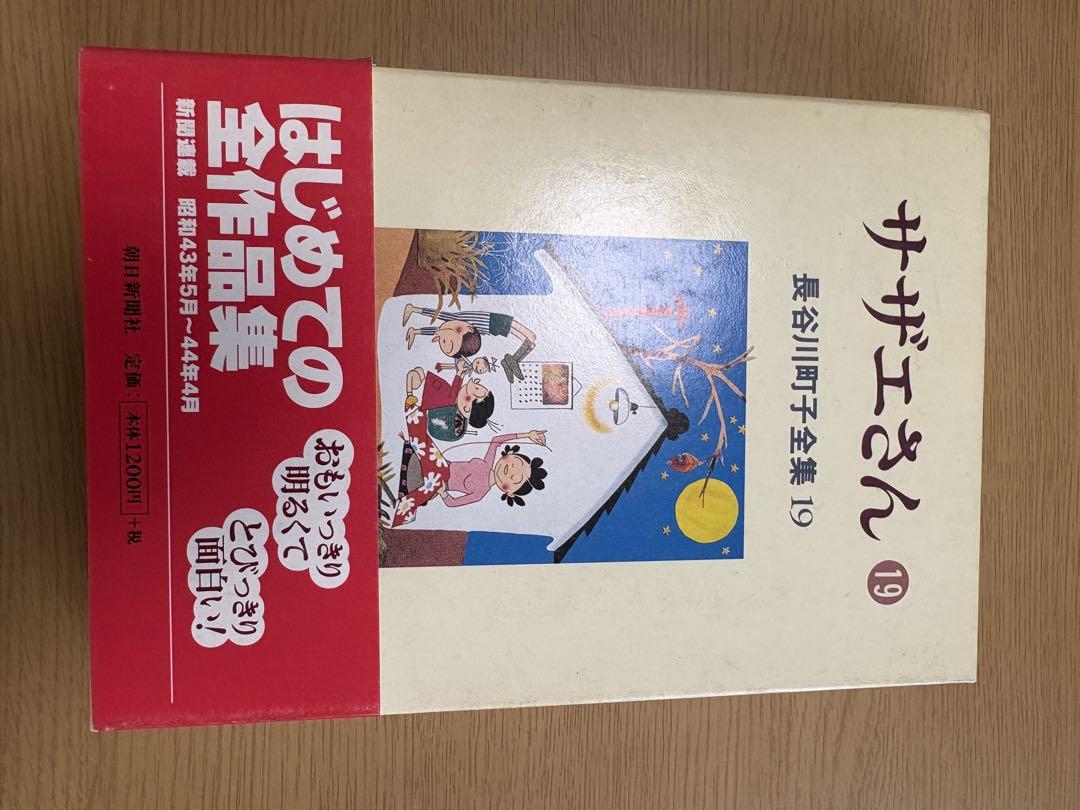 サザエさん 19
長谷川町子全集 19
おもいっきり
明るくて
とびっきり
面白い!
はじめての
全作品集
新聞連載 昭和43年5月〜44年4月
朝日新聞社 定価:本体1200円+税